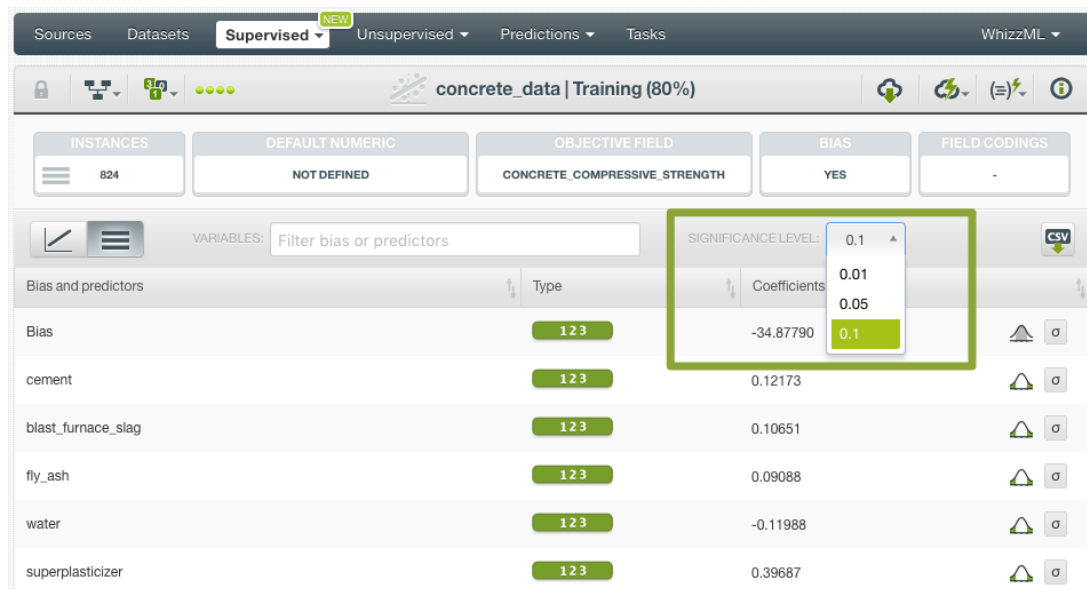 NEW
Sources Datasets Supervised Unsupervised Predictions Tasks WhizzML
concrete_data | Training (80%)
INSTANCES DEFAULT NUMERIC OBJECTIVE FIELD BIAS FIELD CODINGS
824 NOT DEFINED CONCRETE_COMPRESSIVE_STRENGTH YES -
VARIABLES: Filter bias or predictors SIGNIFICANCE LEVEL: 0.1 CSV
0.01
0.05
0.1
Bias and predictors Type Coefficients
Bias 123 -34.87790 σ
cement 123 0.12173 σ
blast_furnace_slag 123 0.10651 σ
fly_ash 123 0.09088 σ
water 123 -0.11988 σ
superplasticizer 123 0.39687 σ